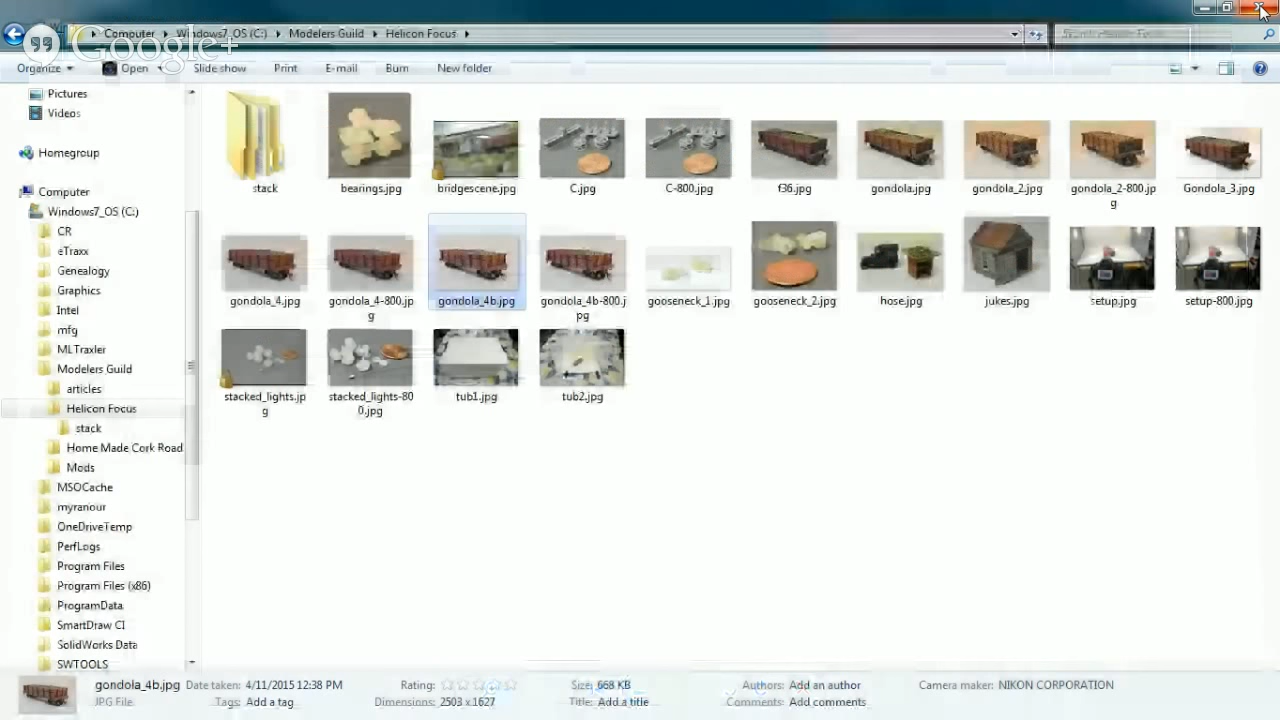 Google+
Computer Windows7_OS (C:) Modelers Guild Helicon Focus
Organize Open Slide show Print E-mail Burn New folder
Pictures
Videos
Homegroup
Computer
Windows7_OS (C:)
CR
eTraxx
Genealogy
Graphics
Intel
mfg
MLTraxler
Modelers Guild
articles
Helicon Focus
stack
Home Made Cork Road
Mods
MSOCache
myranour
OneDriveTemp
PerfLogs
Program Files
Program Files (x86)
ProgramData
SmartDraw CI
SolidWorks Data
SWTOOLS
stack bearings.jpg bridgescene.jpg C.jpg C-800.jpg f36.jpg gondola.jpg gondola_2.jpg gondola_2-800.jp
g
Gondola_3.jpg
gondola_4.jpg gondola_4-800.jp
g
gondola_4b.jpg gondola_4b-800.j
pg
gooseneck_1.jpg gooseneck_2.jpg hose.jpg jukes.jpg setup.jpg setup-800.jpg
stacked_lights.jp
g
stacked_lights-80
0.jpg
tub1.jpg tub2.jpg
gondola_4b.jpg Date taken: 4/11/2015 12:38 PM Rating: Size: 668 KB Authors: Add an author Camera maker: NIKON CORPORATION
JPG File Tags: Add a tag Dimensions: 2503 x 1627 Title: Add a title Comments: Add comments